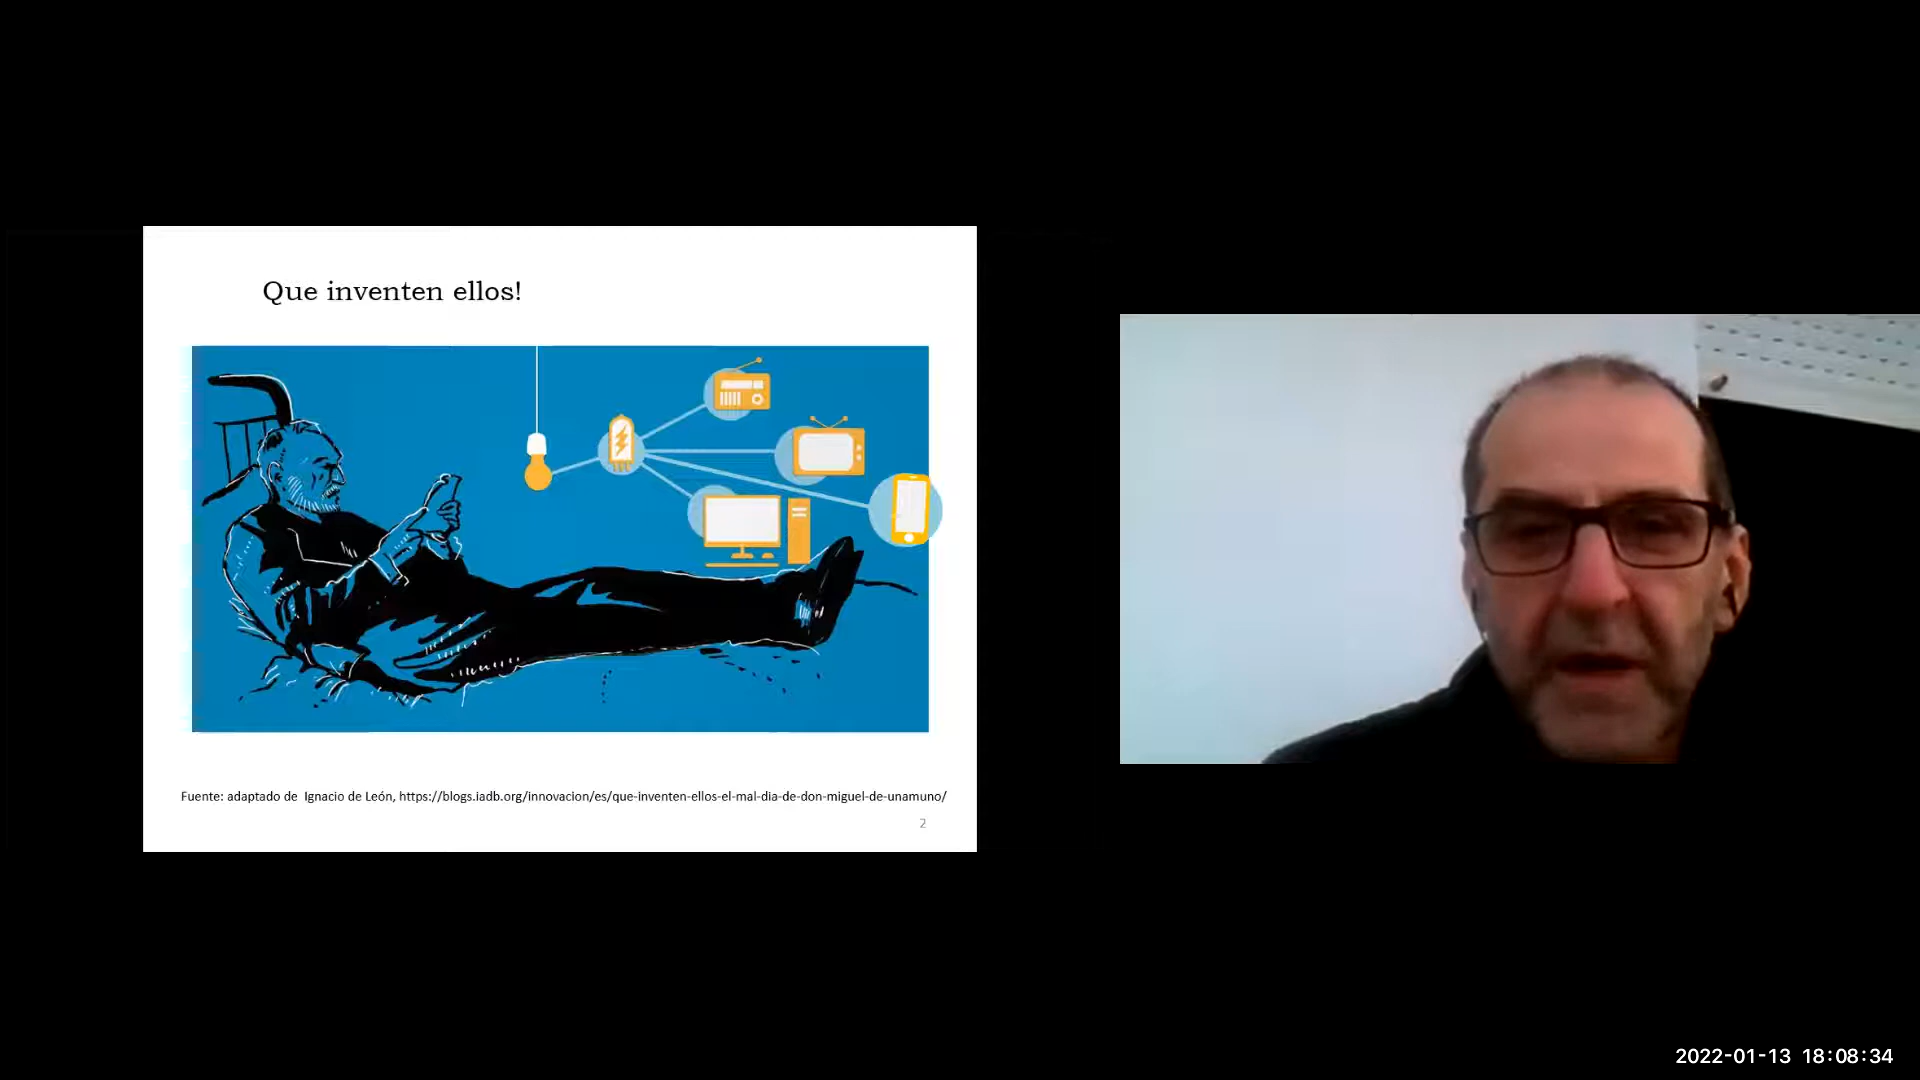 Que inventen ellos!
Fuente: adaptado de  Ignacio de León, https://blogs.iadb.org/innovacion/es/que-inventen-ellos-el-mal-dia-de-don-miguel-de-unamuno/
2
2022-01-13 18:08:34